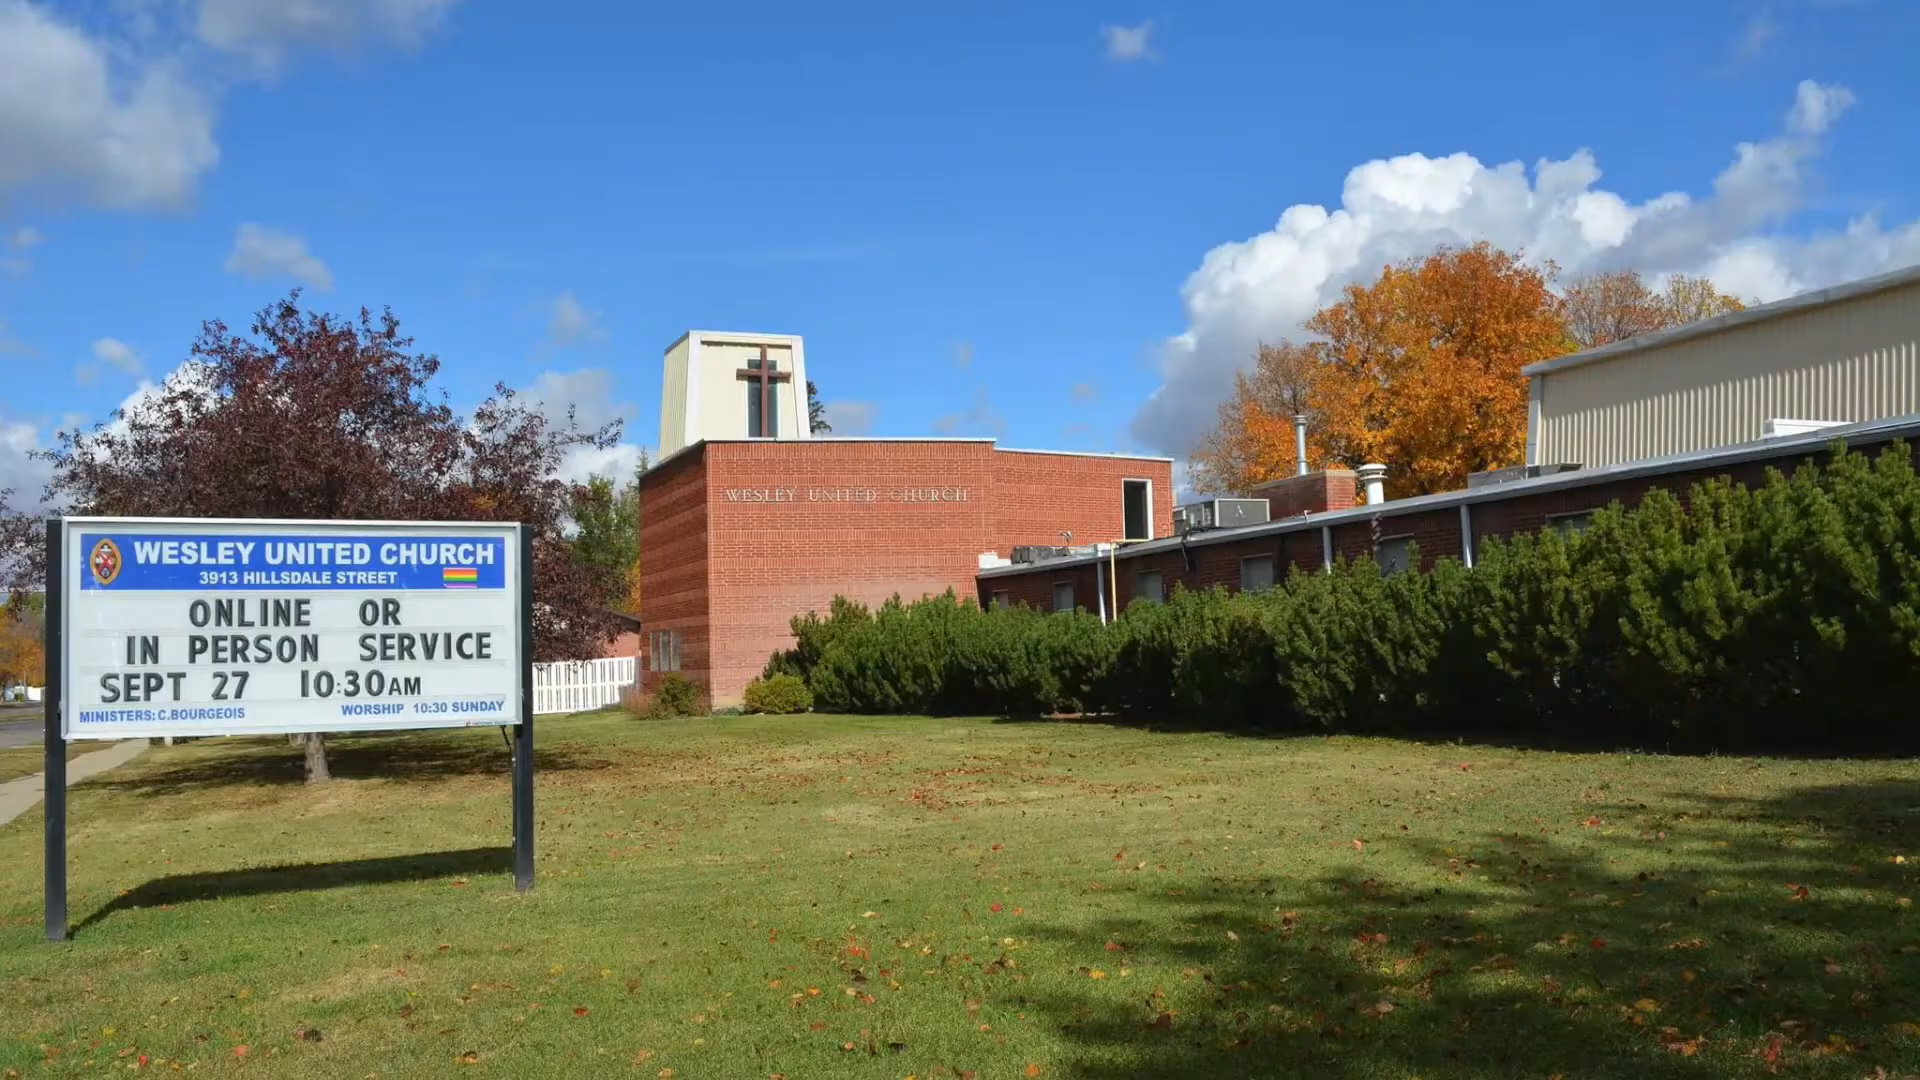 WESLEY UNITED CHURCH
3913 HILLSDALE STREET
ONLINE OR
IN PERSON SERVICE
SEPT 27 10:30AM
MINISTERS: C.BOURGEOIS WORSHIP 10:30 SUNDAY
WESLEY UNITED CHURCH